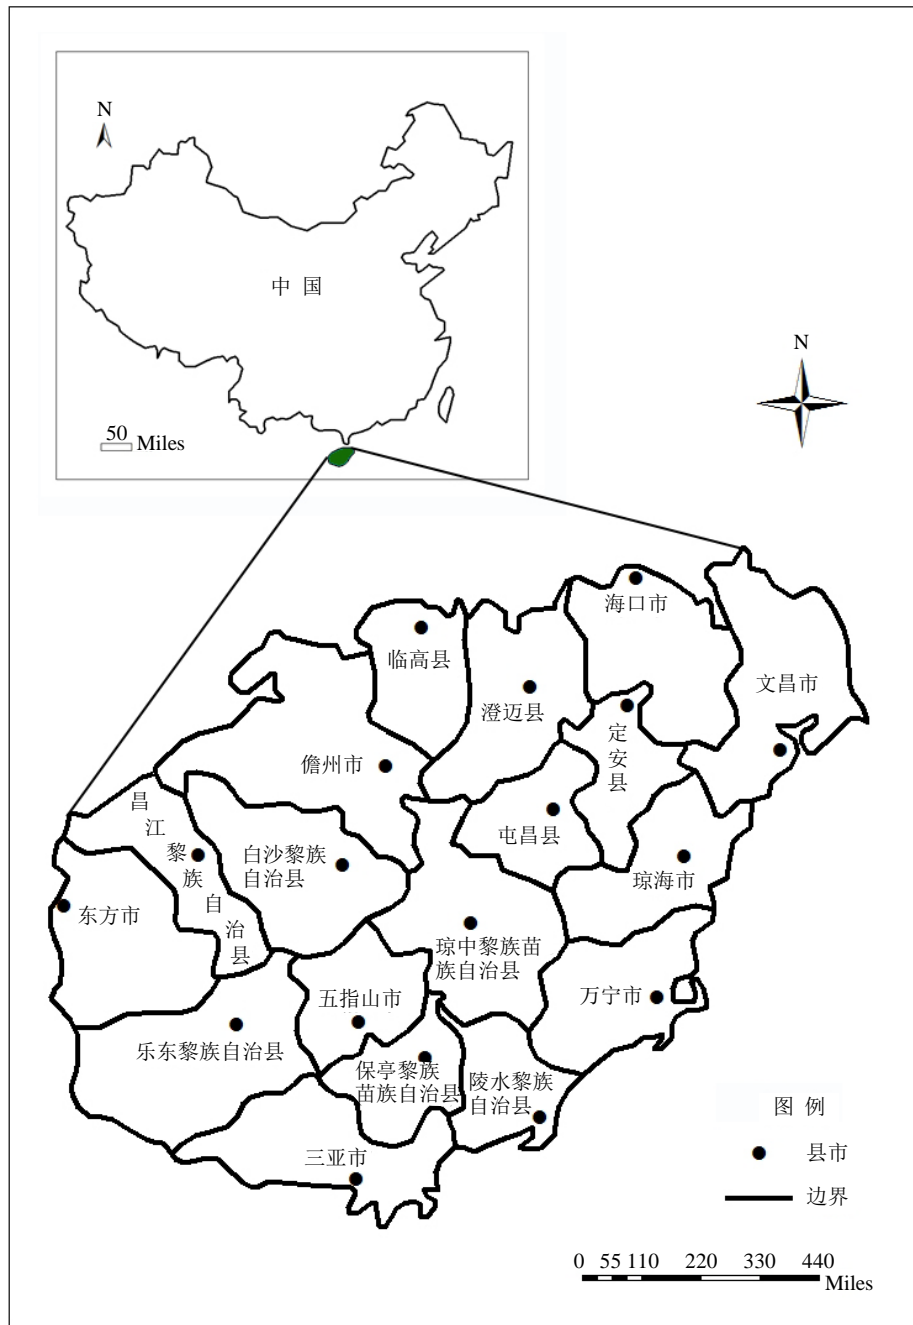 N
中 国
50 Miles
N
海口市
临高县
文昌市
澄迈县
定安县
儋州市
昌江黎族自治县
屯昌县
白沙黎族
自治县
琼海市
东方市
琼中黎族苗
族自治县
五指山市
万宁市
乐东黎族自治县
保亭黎族
苗族自治县
陵水黎族
自治县
三亚市
图 例
县市
边界
0 55 110 220 330 440
Miles